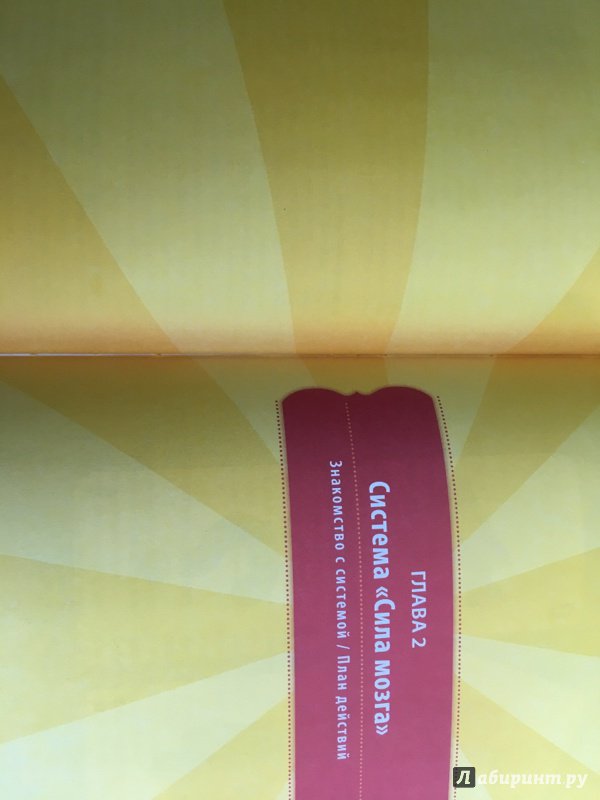 ГЛАВА 2
Система «Сила мозга»
Знакомство с системой / План действий
Лабиринт.ру